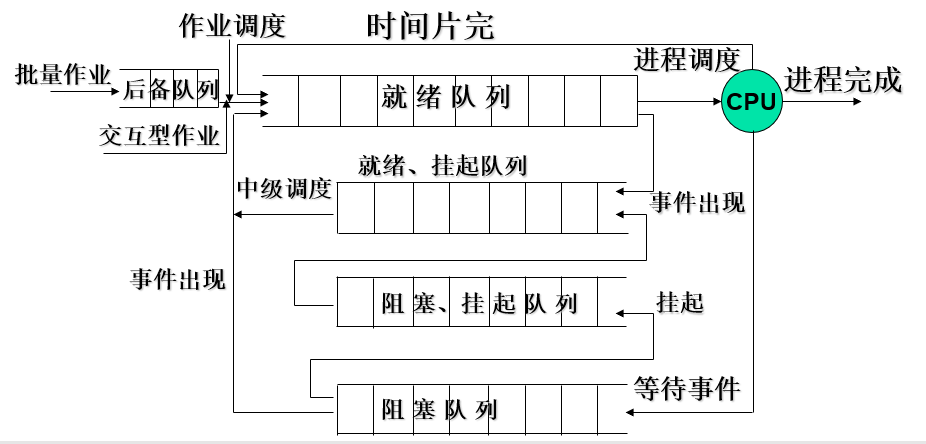 作业调度
时间片完
批量作业
后备队列
就绪队列
进程调度
CPU
进程完成
交互型作业
就绪、挂起队列
中级调度
事件出现
事件出现
阻塞、挂起队列
挂起
阻塞队列
等待事件